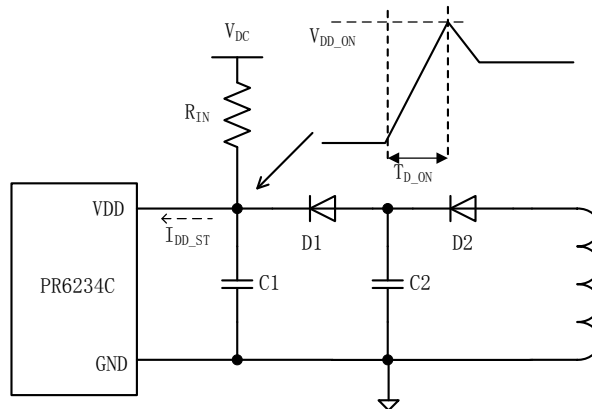 V_DC
V_DD_ON
R_IN
T_D_ON
VDD
I_DD_ST
D1
D2
PR6234C
C1
C2
GND